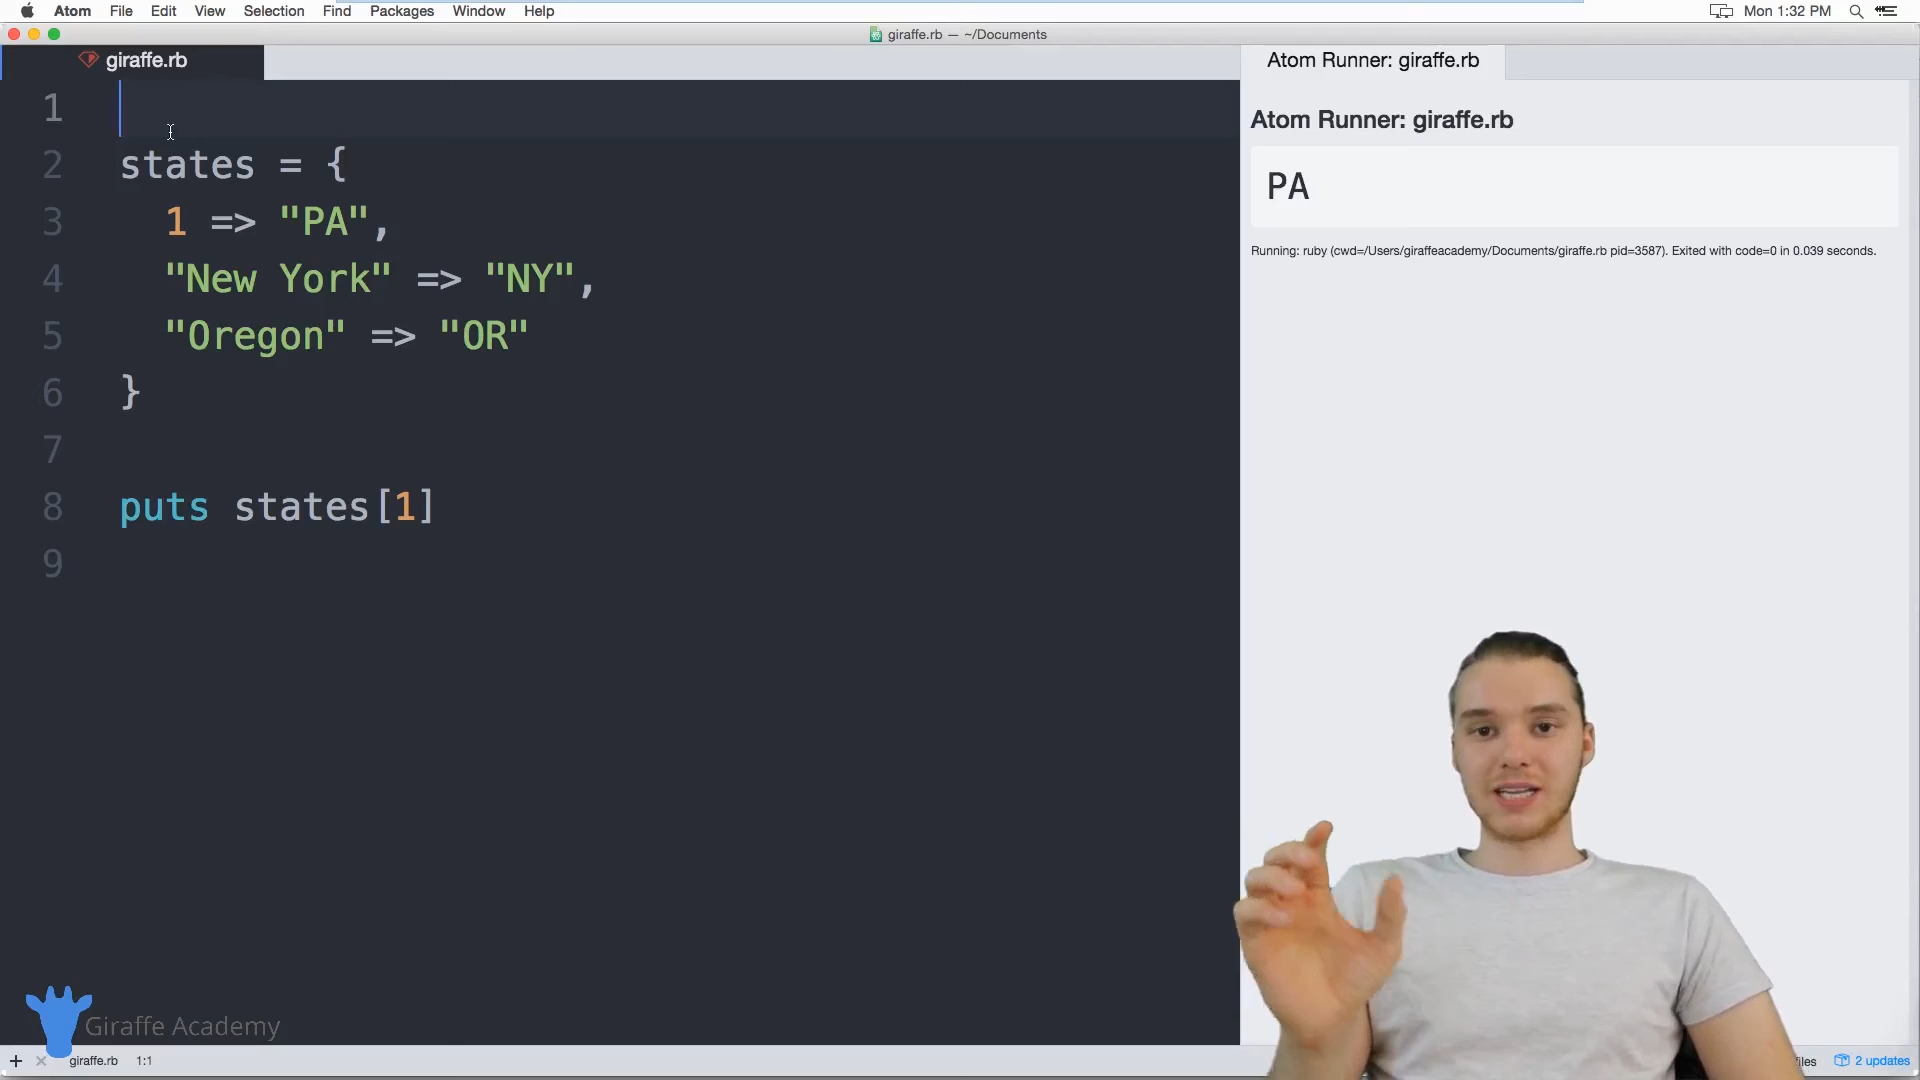 Atom File Edit View Selection Find Packages Window Help Mon 1:32 PM
giraffe.rb — ~/Documents
giraffe.rb
Atom Runner: giraffe.rb
1
2 states = {
3 1 => "PA",
4 "New York" => "NY",
5 "Oregon" => "OR"
6 }
7
8 puts states[1]
9
Atom Runner: giraffe.rb
PA
Running: ruby (cwd=/Users/giraffeacademy/Documents/giraffe.rb pid=3587). Exited with code=0 in 0.039 seconds.
Giraffe Academy
giraffe.rb 1:1
files 2 updates